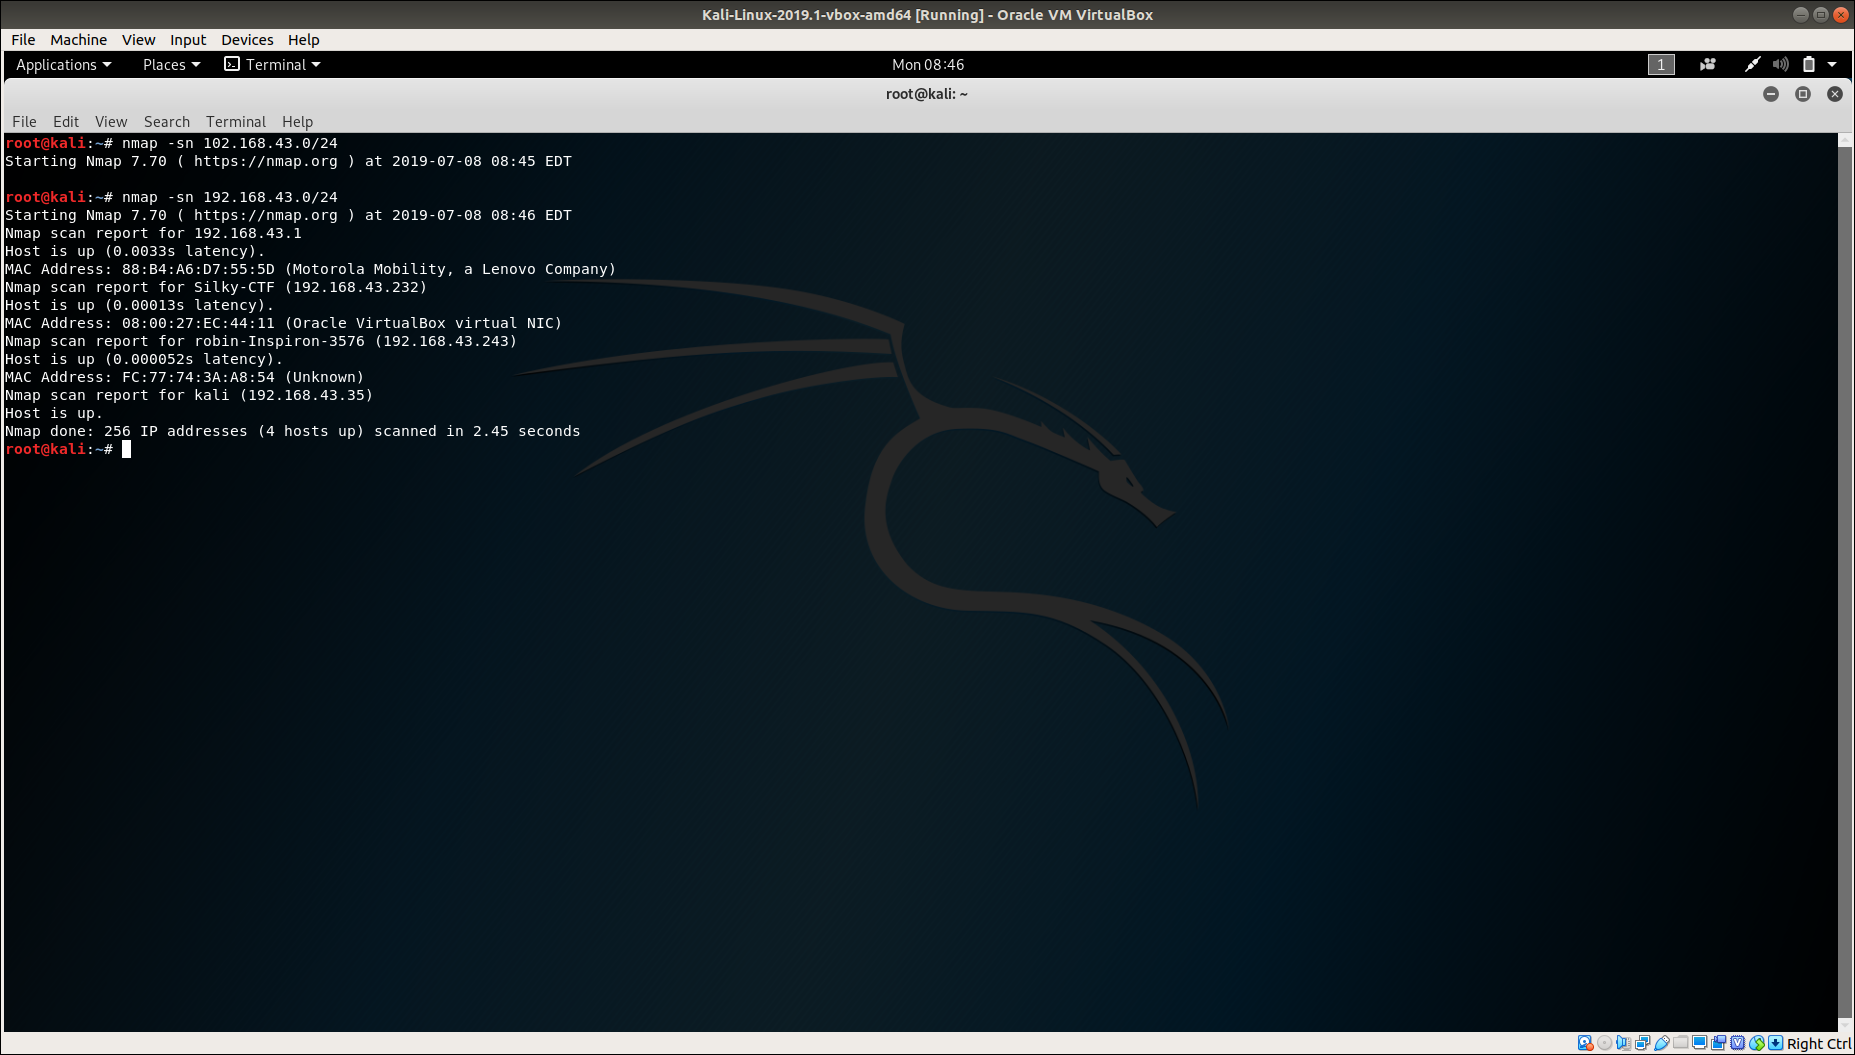 Kali-Linux-2019.1-vbox-amd64 [Running] - Oracle VM VirtualBox
File Machine View Input Devices Help
Applications Places Terminal Mon 08:46 1
root@kali: ~
File Edit View Search Terminal Help
root@kali:~# nmap -sn 102.168.43.0/24
Starting Nmap 7.70 ( https://nmap.org ) at 2019-07-08 08:45 EDT
root@kali:~# nmap -sn 192.168.43.0/24
Starting Nmap 7.70 ( https://nmap.org ) at 2019-07-08 08:46 EDT
Nmap scan report for 192.168.43.1
Host is up (0.0033s latency).
MAC Address: 88:B4:A6:D7:55:5D (Motorola Mobility, a Lenovo Company)
Nmap scan report for Silky-CTF (192.168.43.232)
Host is up (0.00013s latency).
MAC Address: 08:00:27:EC:44:11 (Oracle VirtualBox virtual NIC)
Nmap scan report for robin-Inspiron-3576 (192.168.43.243)
Host is up (0.000052s latency).
MAC Address: FC:77:74:3A:A8:54 (Unknown)
Nmap scan report for kali (192.168.43.35)
Host is up.
Nmap done: 256 IP addresses (4 hosts up) scanned in 2.45 seconds
root@kali:~#
Right Ctrl